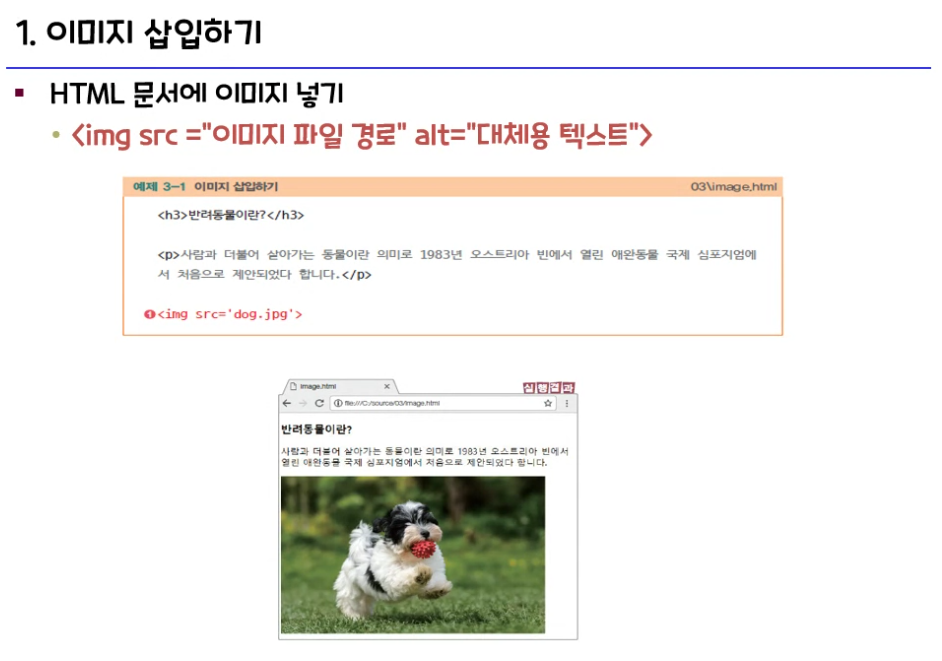 1. 이미지 삽입하기
▪ HTML 문서에 이미지 넣기
• <img src ="이미지 파일 경로" alt="대체용 텍스트">
예제 3-1 이미지 삽입하기 03\image.html
<h3>반려동물이란?</h3>
<p>사람과 더불어 살아가는 동물이란 의미로 1983년 오스트리아 빈에서 열린 애완동물 국제 심포지엄에
서 처음으로 제안되었다 합니다.</p>
❶<img src='dog.jpg'>
image.html
실행결과
file:///C:/source/03/image.html
반려동물이란?
사람과 더불어 살아가는 동물이란 의미로 1983년 오스트리아 빈에서
열린 애완동물 국제 심포지엄에서 처음으로 제안되었다 합니다.